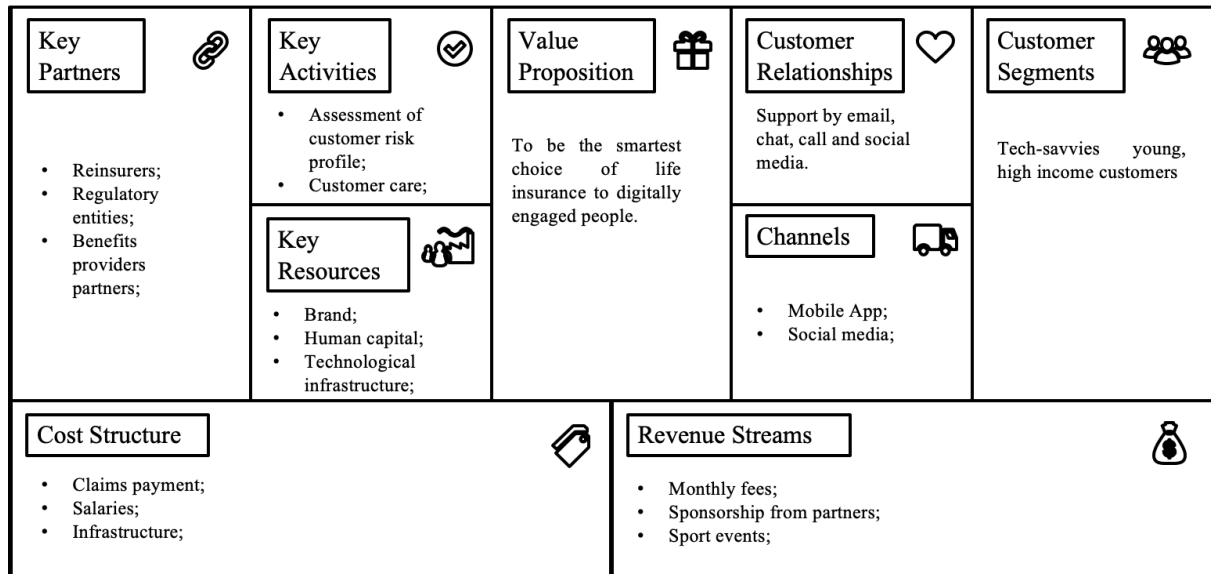 Key
Partners
• Reinsurers;
• Regulatory
entities;
• Benefits
providers
partners;
Key
Activities
• Assessment of
customer risk
profile;
• Customer care;
Key
Resources
• Brand;
• Human capital;
• Technological
infrastructure;
Value
Proposition
To be the smartest
choice of life
insurance to digitally
engaged people.
Customer
Relationships
Support by email,
chat, call and social
media.
Channels
• Mobile App;
• Social media;
Customer
Segments
Tech-savvies young,
high income customers
Cost Structure
• Claims payment;
• Salaries;
• Infrastructure;
Revenue Streams
• Monthly fees;
• Sponsorship from partners;
• Sport events;
$